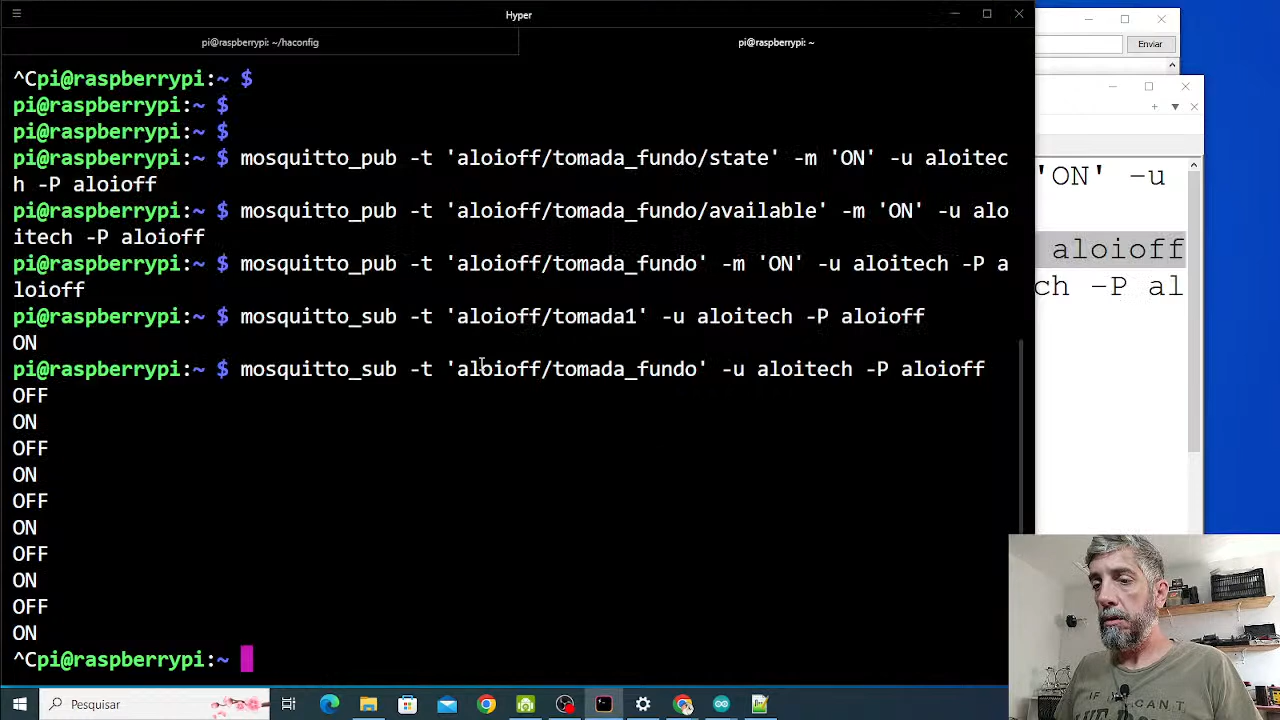 Hyper
pi@raspberrypi: ~/haconfig
pi@raspberrypi: ~
Enviar
^Cpi@raspberrypi:~ $
pi@raspberrypi:~ $
pi@raspberrypi:~ $
pi@raspberrypi:~ $ mosquitto_pub -t 'aloioff/tomada_fundo/state' -m 'ON' -u aloitec
h -P aloioff
pi@raspberrypi:~ $ mosquitto_pub -t 'aloioff/tomada_fundo/available' -m 'ON' -u alo
itech -P aloioff
pi@raspberrypi:~ $ mosquitto_pub -t 'aloioff/tomada_fundo' -m 'ON' -u aloitech -P a
loioff
pi@raspberrypi:~ $ mosquitto_sub -t 'aloioff/tomada1' -u aloitech -P aloioff
ON
pi@raspberrypi:~ $ mosquitto_sub -t 'aloioff/tomada_fundo' -u aloitech -P aloioff
OFF
ON
OFF
ON
OFF
ON
OFF
ON
OFF
ON
^Cpi@raspberrypi:~
'ON' -u
aloioff
ch -P al
IF I CAN'T
Pesquisar